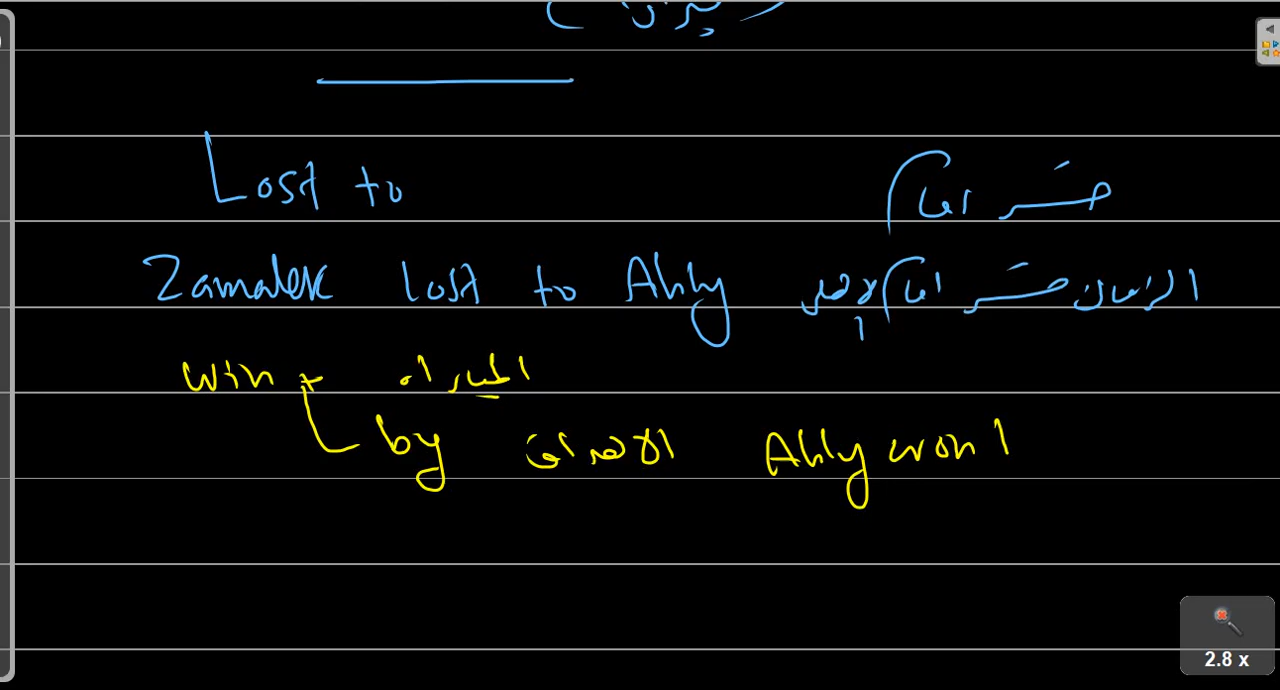 Lost to خسر أمام
Zamalek lost to Ahly الزمالك خسر أمام الأهلي
win + المباراة
by الأهداف Ahly won
2.8 x